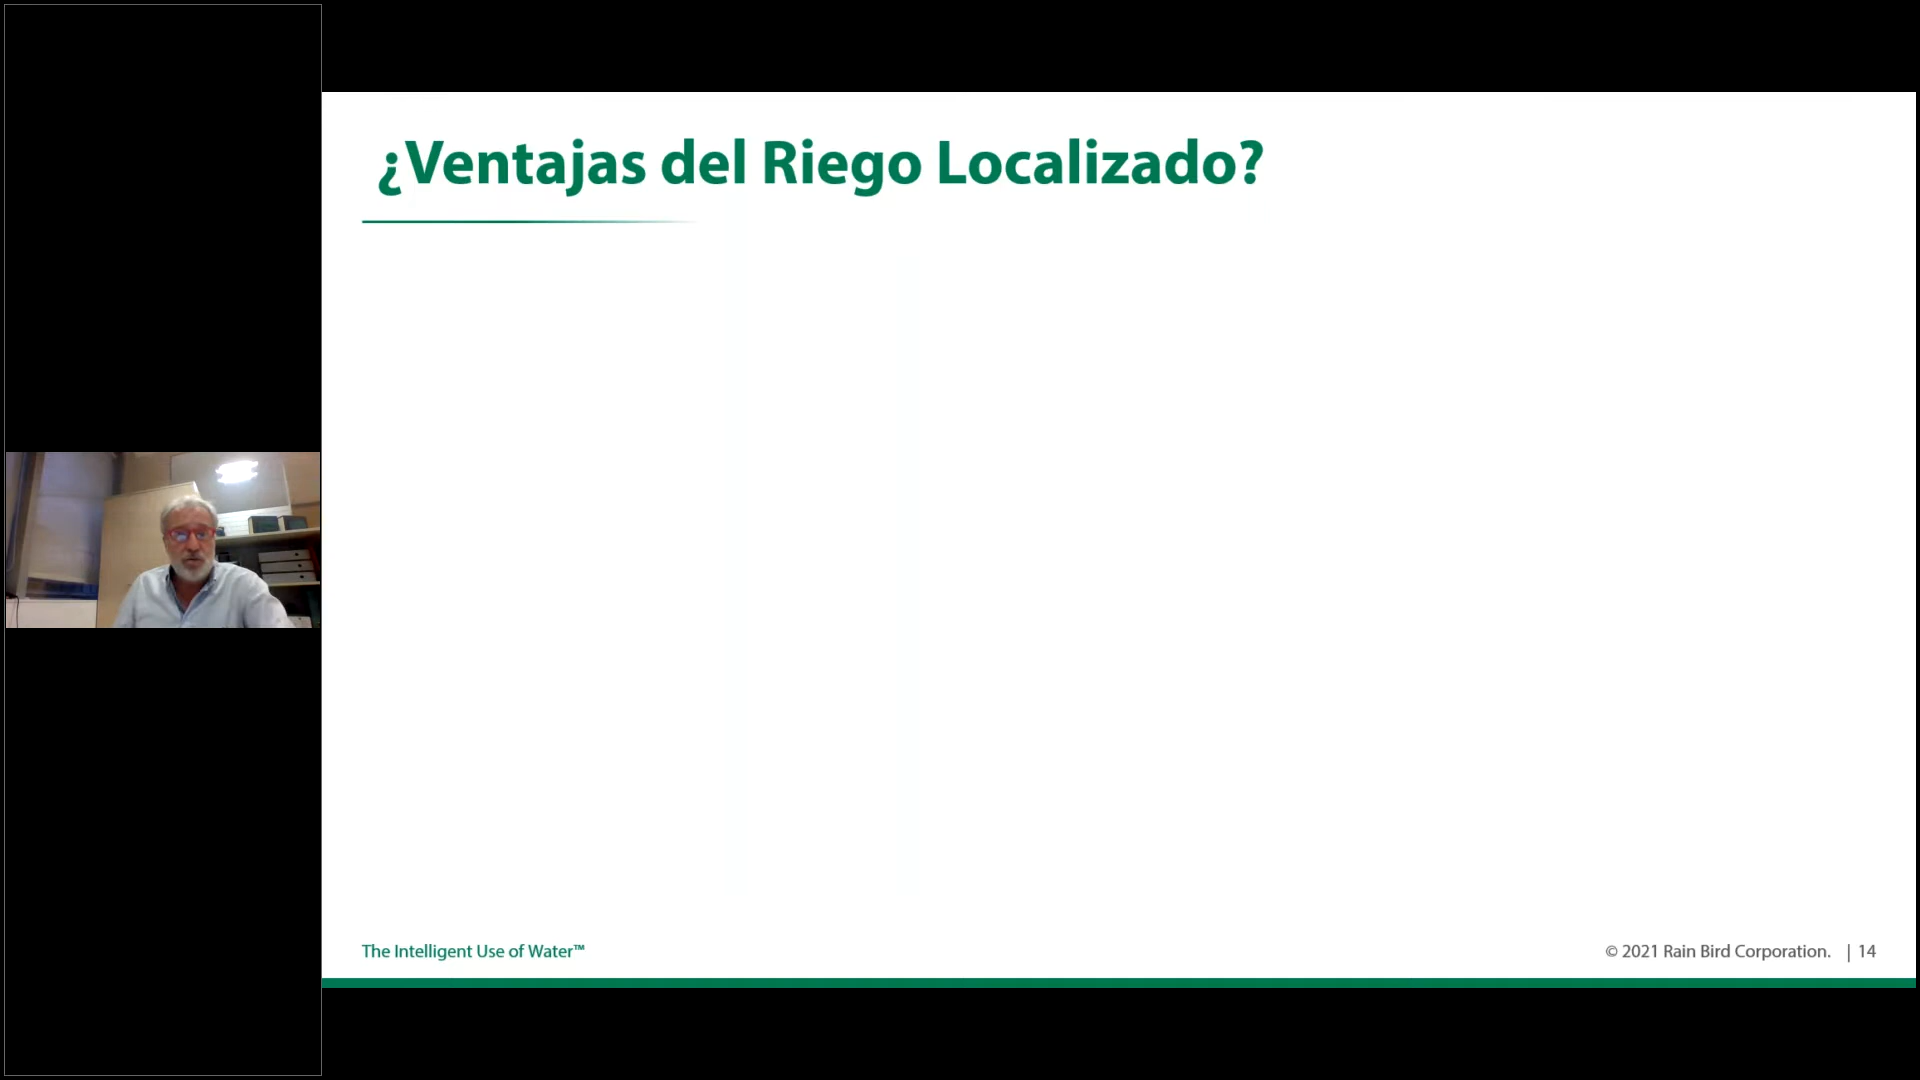 ¿Ventajas del Riego Localizado?
The Intelligent Use of Water™
© 2021 Rain Bird Corporation. | 14